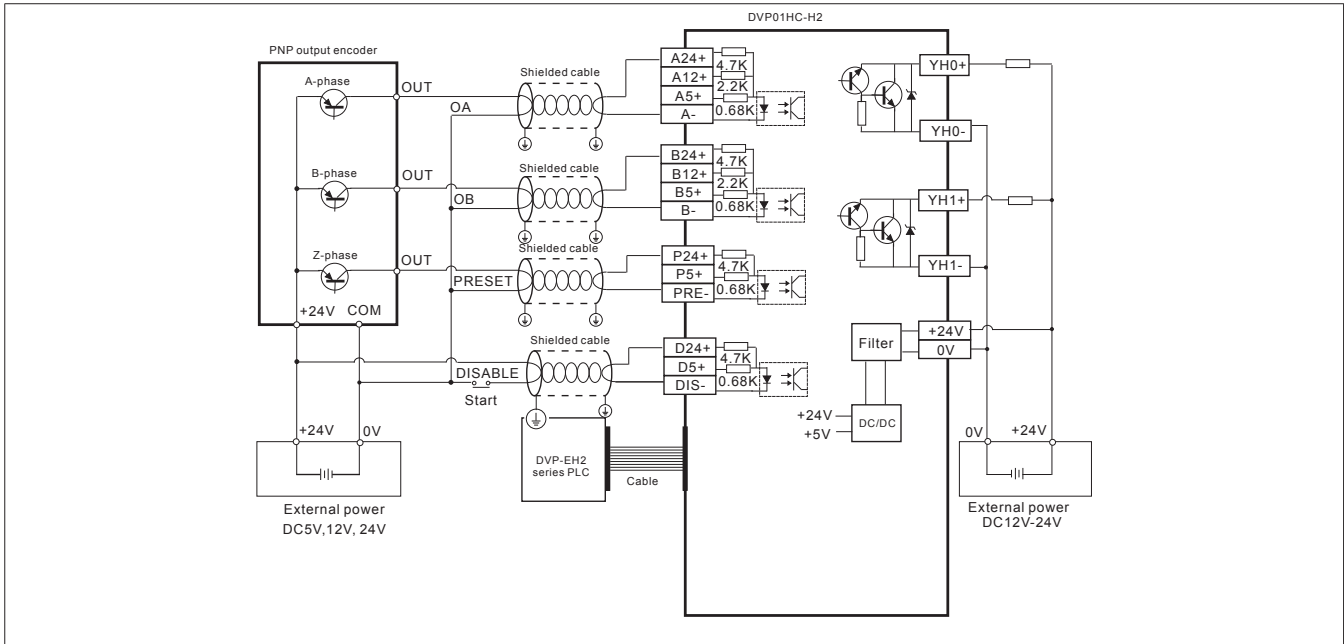 DVP01HC-H2
PNP output encoder
A-phase
OUT
OA
Shielded cable
A24+
4.7K
A12+
2.2K
A5+
0.68K
A-
B-phase
OUT
OB
Shielded cable
B24+
4.7K
B12+
2.2K
B5+
0.68K
B-
Z-phase
OUT
PRESET
Shielded cable
P24+
4.7K
P5+
0.68K
PRE-
+24V COM
Shielded cable
DISABLE
Start
D24+
4.7K
D5+
0.68K
DIS-
YH0+
YH0-
YH1+
YH1-
+24V
0V
Filter
DC/DC
+24V
+5V
+24V 0V
External power
DC5V,12V, 24V
DVP-EH2
series PLC
Cable
0V +24V
External power
DC12V-24V